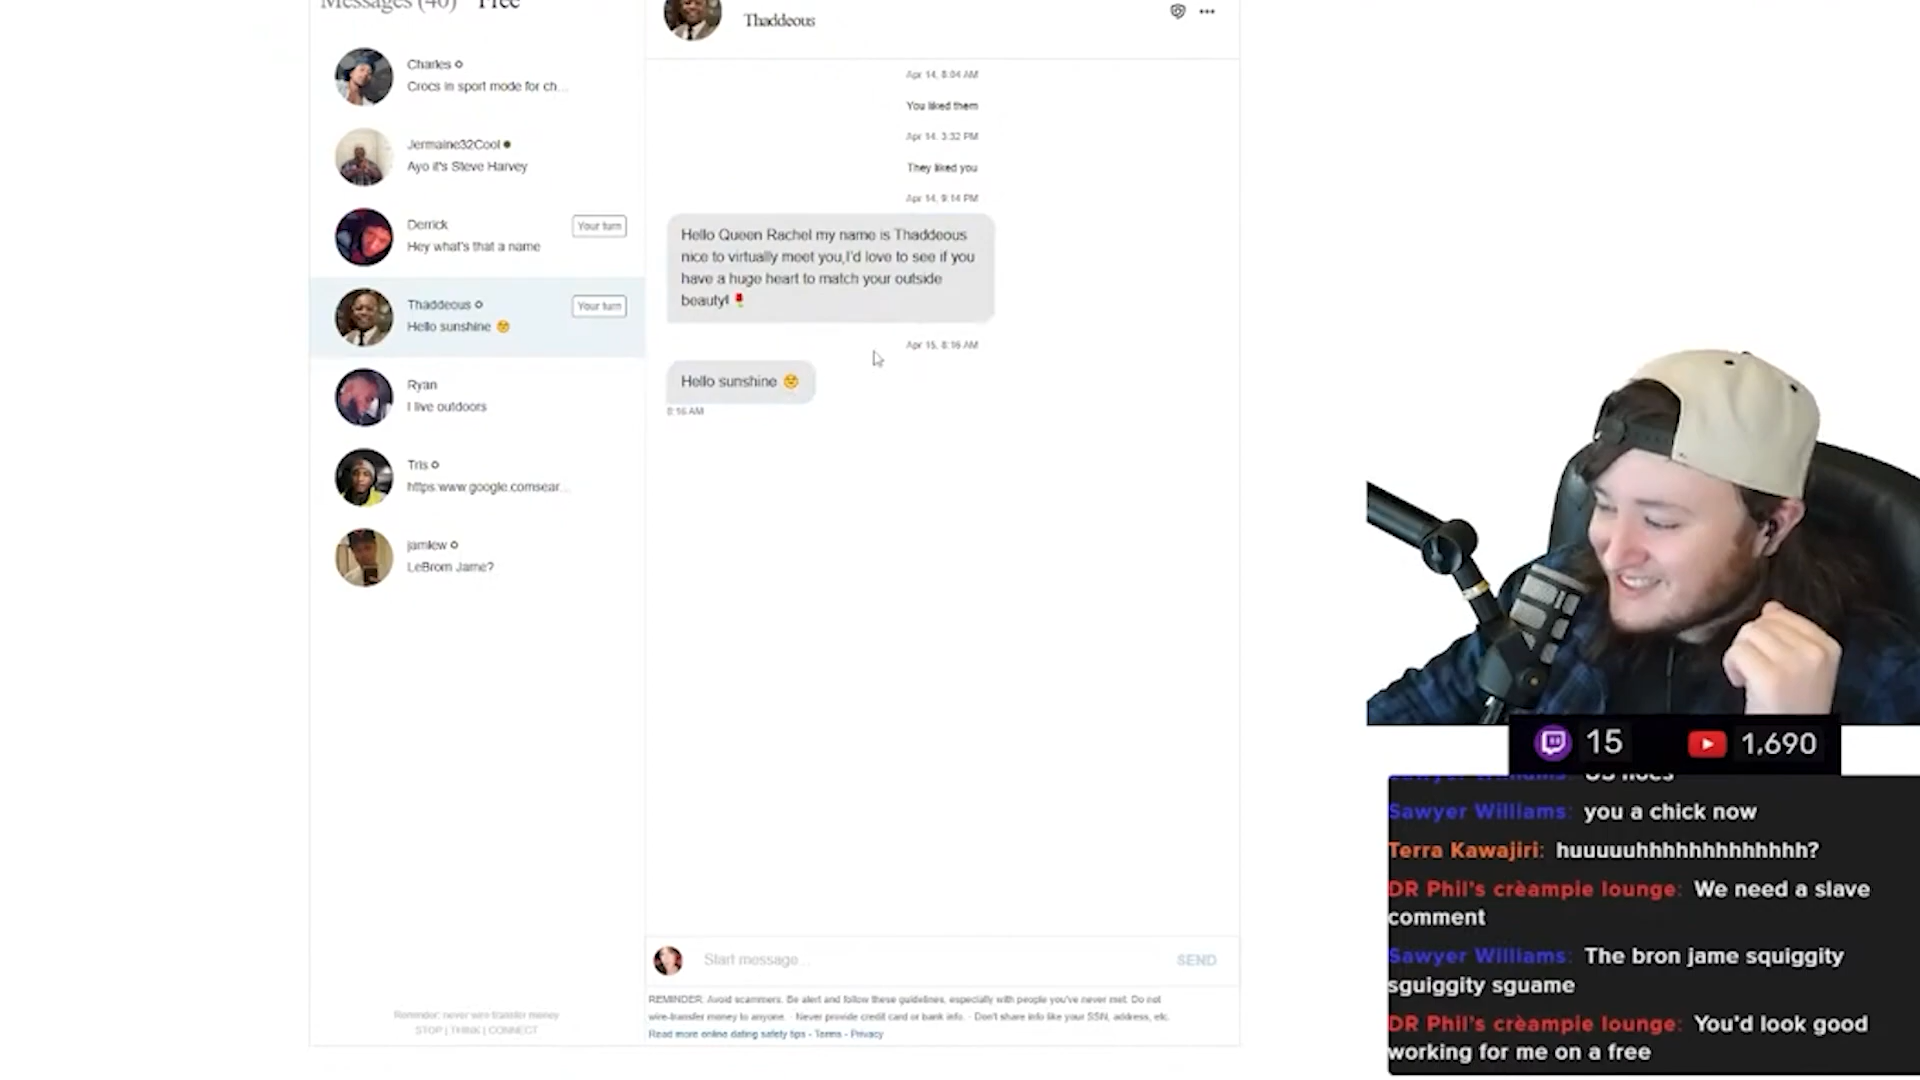 Messages (40) Free
Charles
Crocs in sport mode for ch...
Jermaine32Cool
Ayo it's Steve Harvey
Derrick
Your turn
Hey what's that a name
Thaddeous
Your turn
Hello sunshine
Ryan
I live outdoors
Tris
https:www.google.comsear...
jamlew
LeBrom Jame?
Reminder: never wire transfer money
STOP | THINK | CONNECT
Thaddeous
Apr 14, 8:04 AM
You liked them
Apr 14, 3:32 PM
They liked you
Apr 14, 9:14 PM
Hello Queen Rachel my name is Thaddeous
nice to virtually meet you,I'd love to see if you
have a huge heart to match your outside
beauty!
Apr 15, 8:16 AM
Hello sunshine
8:16 AM
Start message...
SEND
REMINDER: Avoid scammers. Be alert and follow these guidelines, especially with people you've never met. Do not
wire-transfer money to anyone. · Never provide credit card or bank info. · Don't share info like your SSN, address, etc.
Read more online dating safety tips - Terms - Privacy
15 1,690
Sawyer Williams:
Sawyer Williams: you a chick now
Terra Kawajiri: huuuuuhhhhhhhhhhhhh?
DR Phil's crèampie lounge: We need a slave
comment
Sawyer Williams: The bron jame squiggity
sguiggity sguame
DR Phil's crèampie lounge: You'd look good
working for me on a free